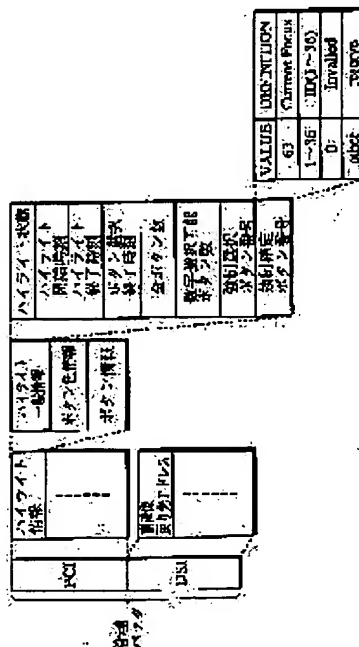 PCI
DSI
ハイライト
情報
ハイライト
一般情報
ボタン色情報
ボタン情報
ハイライト状態
ハイライト
開始時刻
ハイライト
終了時刻
ボタン選択
終了時刻
全ボタン数
数字選択可能
ボタン数
強制選択
ボタン番号
強制確定
ボタン番号
VALUE
63
1~36
0
other
Current Focus
ID(1~36)
Invalied